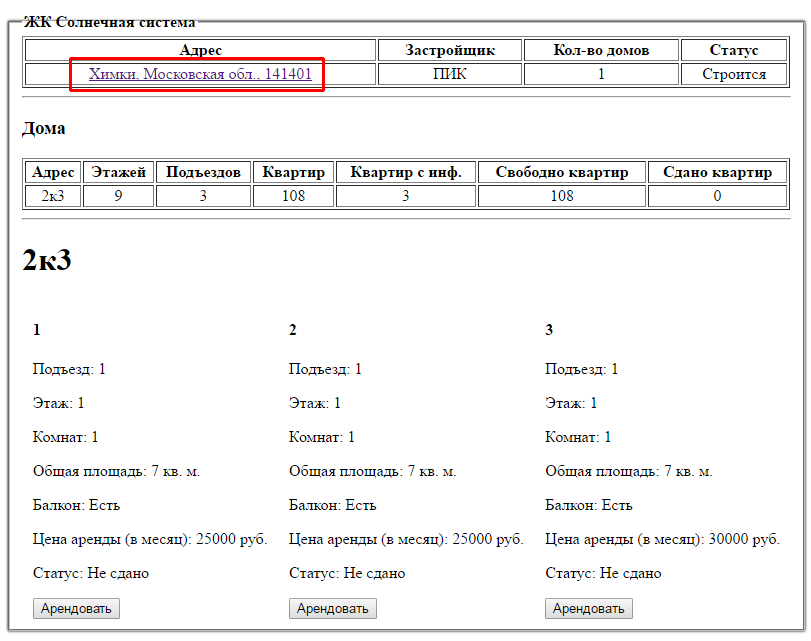 ЖК Солнечная система
Адрес Застройщик Кол-во домов Статус
Химки, Московская обл., 141401 ПИК 1 Строится
Дома
Адрес Этажей Подъездов Квартир Квартир с инф. Свободно квартир Сдано квартир
2к3 9 3 108 3 108 0
2к3
1 2 3
Подъезд: 1 Подъезд: 1 Подъезд: 1
Этаж: 1 Этаж: 1 Этаж: 1
Комнат: 1 Комнат: 1 Комнат: 1
Общая площадь: 7 кв. м. Общая площадь: 7 кв. м. Общая площадь: 7 кв. м.
Балкон: Есть Балкон: Есть Балкон: Есть
Цена аренды (в месяц): 25000 руб. Цена аренды (в месяц): 25000 руб. Цена аренды (в месяц): 30000 руб.
Статус: Не сдано Статус: Не сдано Статус: Не сдано
Арендовать Арендовать Арендовать